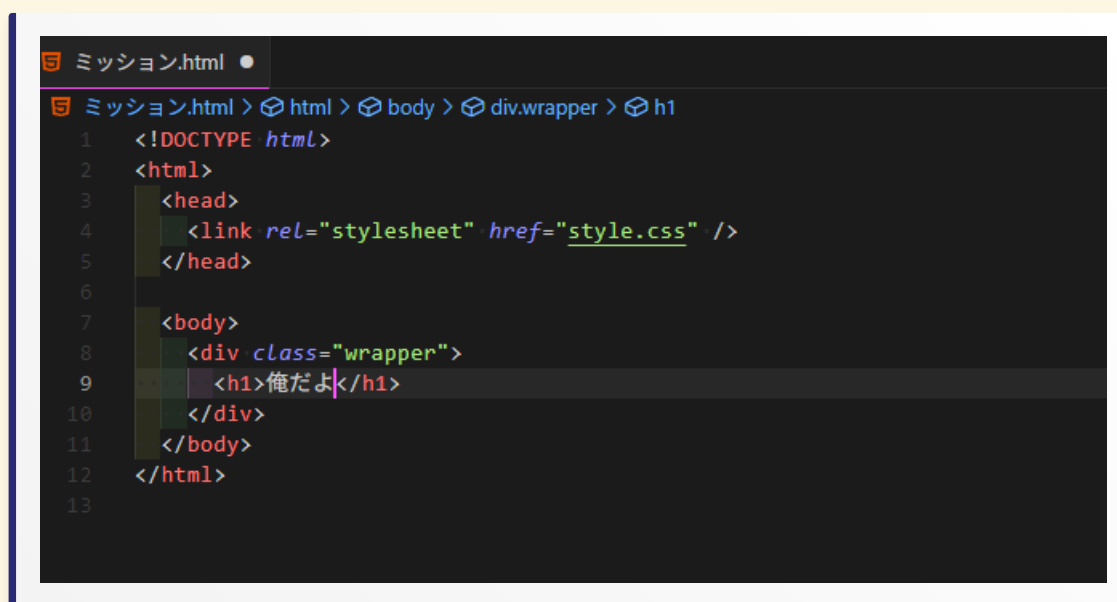 ミッション.html ●
ミッション.html > html > body > div.wrapper > h1
1 <!DOCTYPE html>
2 <html>
3 <head>
4 <link rel="stylesheet" href="style.css" />
5 </head>
6
7 <body>
8 <div class="wrapper">
9 <h1>俺だよ</h1>
10 </div>
11 </body>
12 </html>
13